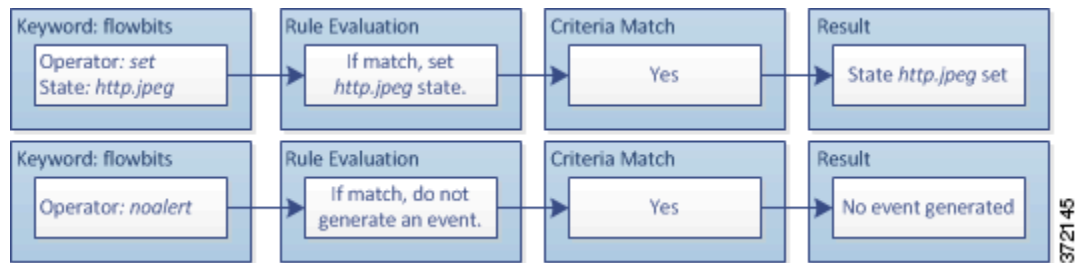 Keyword: flowbits
Operator: set
State: http.jpeg
Rule Evaluation
If match, set
http.jpeg state.
Criteria Match
Yes
Result
State http.jpeg set
Keyword: flowbits
Operator: noalert
Rule Evaluation
If match, do not
generate an event.
Criteria Match
Yes
Result
No event generated
372145